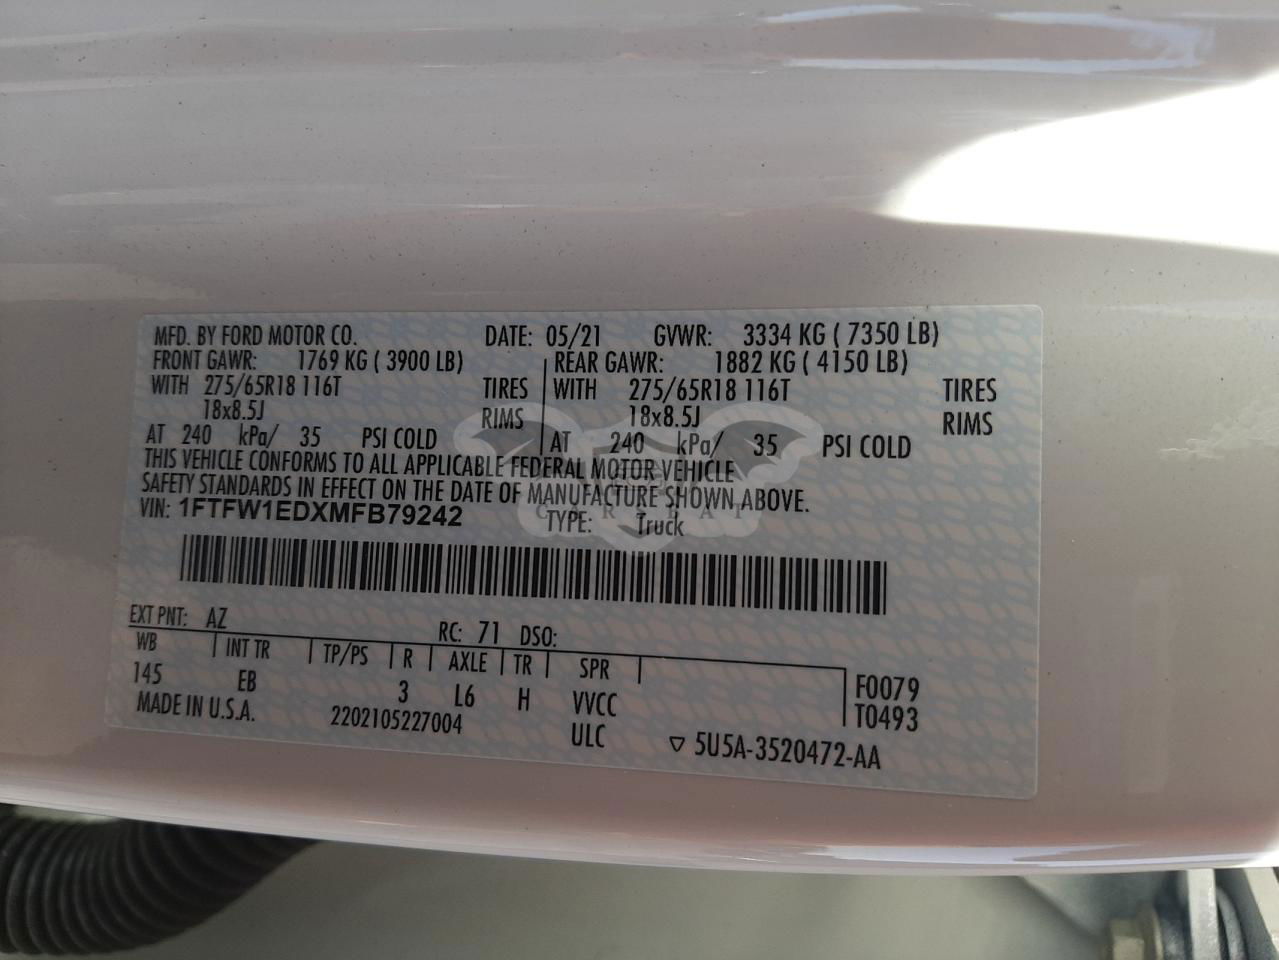 MFD. BY FORD MOTOR CO. DATE: 05/21 GVWR: 3334 KG ( 7350 LB)
FRONT GAWR: 1769 KG ( 3900 LB) REAR GAWR: 1882 KG ( 4150 LB)
WITH 275/65R18 116T TIRES WITH 275/65R18 116T TIRES
18x8.5J RIMS 18x8.5J RIMS
AT 240 kPa/ 35 PSI COLD AT 240 kPa/ 35 PSI COLD
THIS VEHICLE CONFORMS TO ALL APPLICABLE FEDERAL MOTOR VEHICLE
SAFETY STANDARDS IN EFFECT ON THE DATE OF MANUFACTURE SHOWN ABOVE.
VIN: 1FTFW1EDXMFB79242 TYPE: Truck
CARSBAT
EXT PNT: AZ RC: 71 DSO:
WB INT TR TP/PS R AXLE TR SPR
145 EB 3 L6 H VVCC F0079
MADE IN U.S.A. 2202105227004 ULC T0493
5U5A-3520472-AA